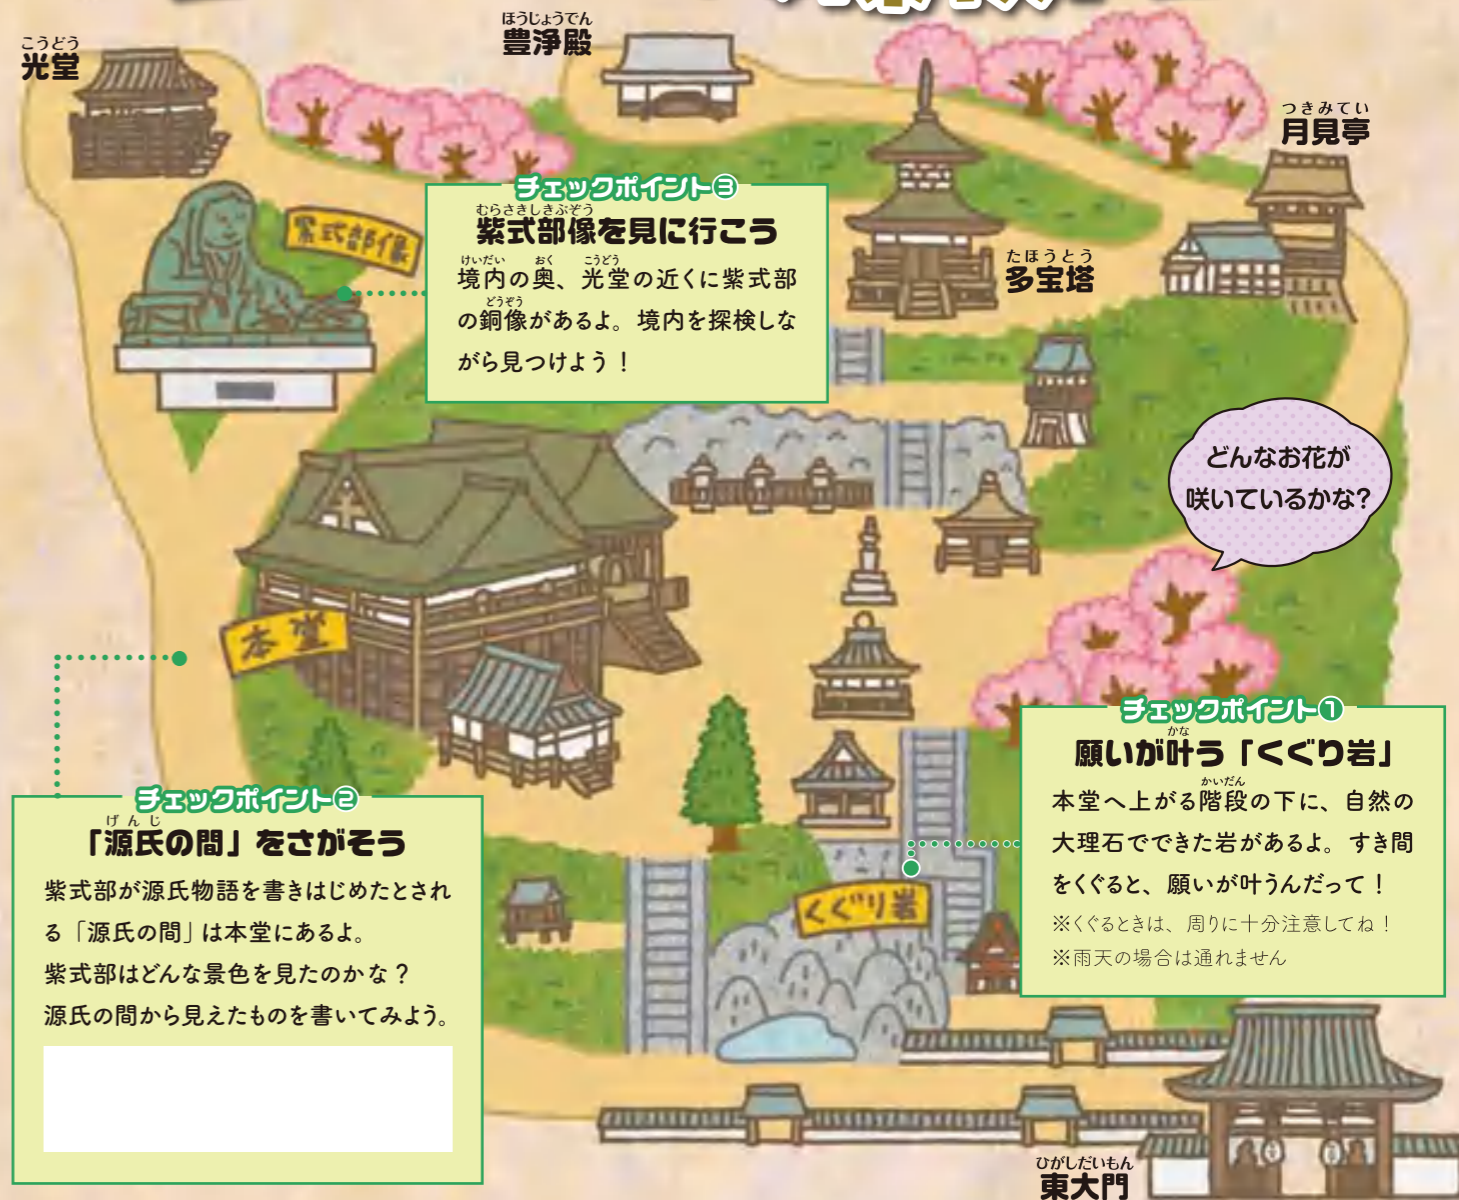 こうどう
光堂
ほうじょうでん
豊浄殿
つきみてい
月見亭
たほうとう
多宝塔
紫式部像
チェックポイント③
むらさきしきぶぞう
紫式部像を見に行こう
けいだい おく こうどう
境内の奥、光堂の近くに紫式部
どうぞう
の銅像があるよ。境内を探検しな
がら見つけよう！
どんなお花が
咲いているかな？
本堂
チェックポイント①
かな
願いが叶う「くぐり岩」
かいだん
本堂へ上がる階段の下に、自然の
大理石でできた岩があるよ。すき間
をくぐると、願いが叶うんだって！
※くぐるときは、周りに十分注意してね！
※雨天の場合は通れません
くぐり岩
チェックポイント②
げんじ
「源氏の間」をさがそう
紫式部が源氏物語を書きはじめたとされ
る「源氏の間」は本堂にあるよ。
紫式部はどんな景色を見たのかな？
源氏の間から見えたものを書いてみよう。
ひがしだいもん
東大門